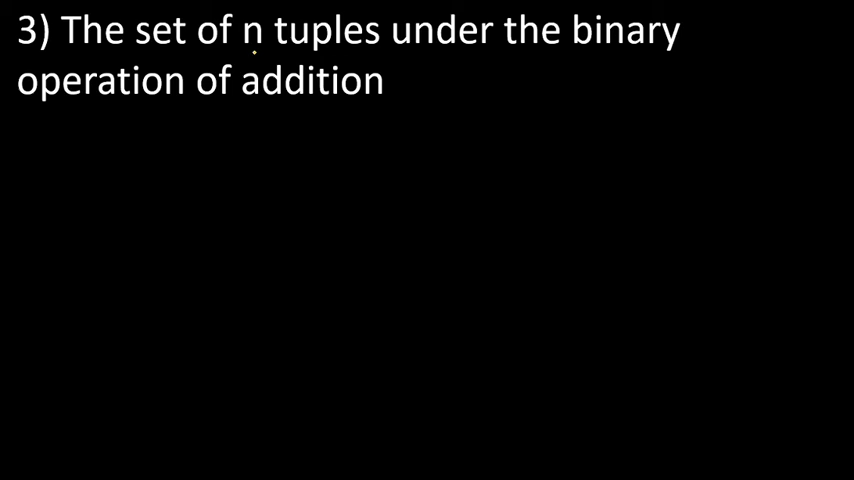 3) The set of n tuples under the binary
operation of addition